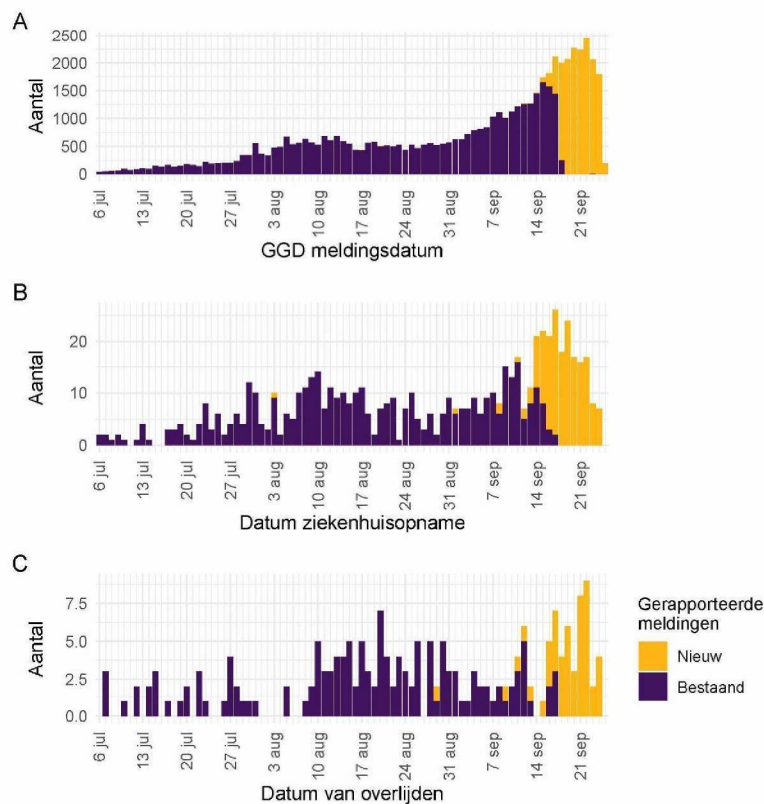 A
Aantal
2500
2000
1500
1000
500
0
6 jul
13 jul
20 jul
27 jul
3 aug
10 aug
17 aug
24 aug
31 aug
7 sep
14 sep
21 sep
GGD meldingsdatum
B
Aantal
20
10
0
6 jul
13 jul
20 jul
27 jul
3 aug
10 aug
17 aug
24 aug
31 aug
7 sep
14 sep
21 sep
Datum ziekenhuisopname
C
Aantal
7.5
5.0
2.5
0.0
6 jul
13 jul
20 jul
27 jul
3 aug
10 aug
17 aug
24 aug
31 aug
7 sep
14 sep
21 sep
Datum van overlijden
Gerapporteerde
meldingen
Nieuw
Bestaand